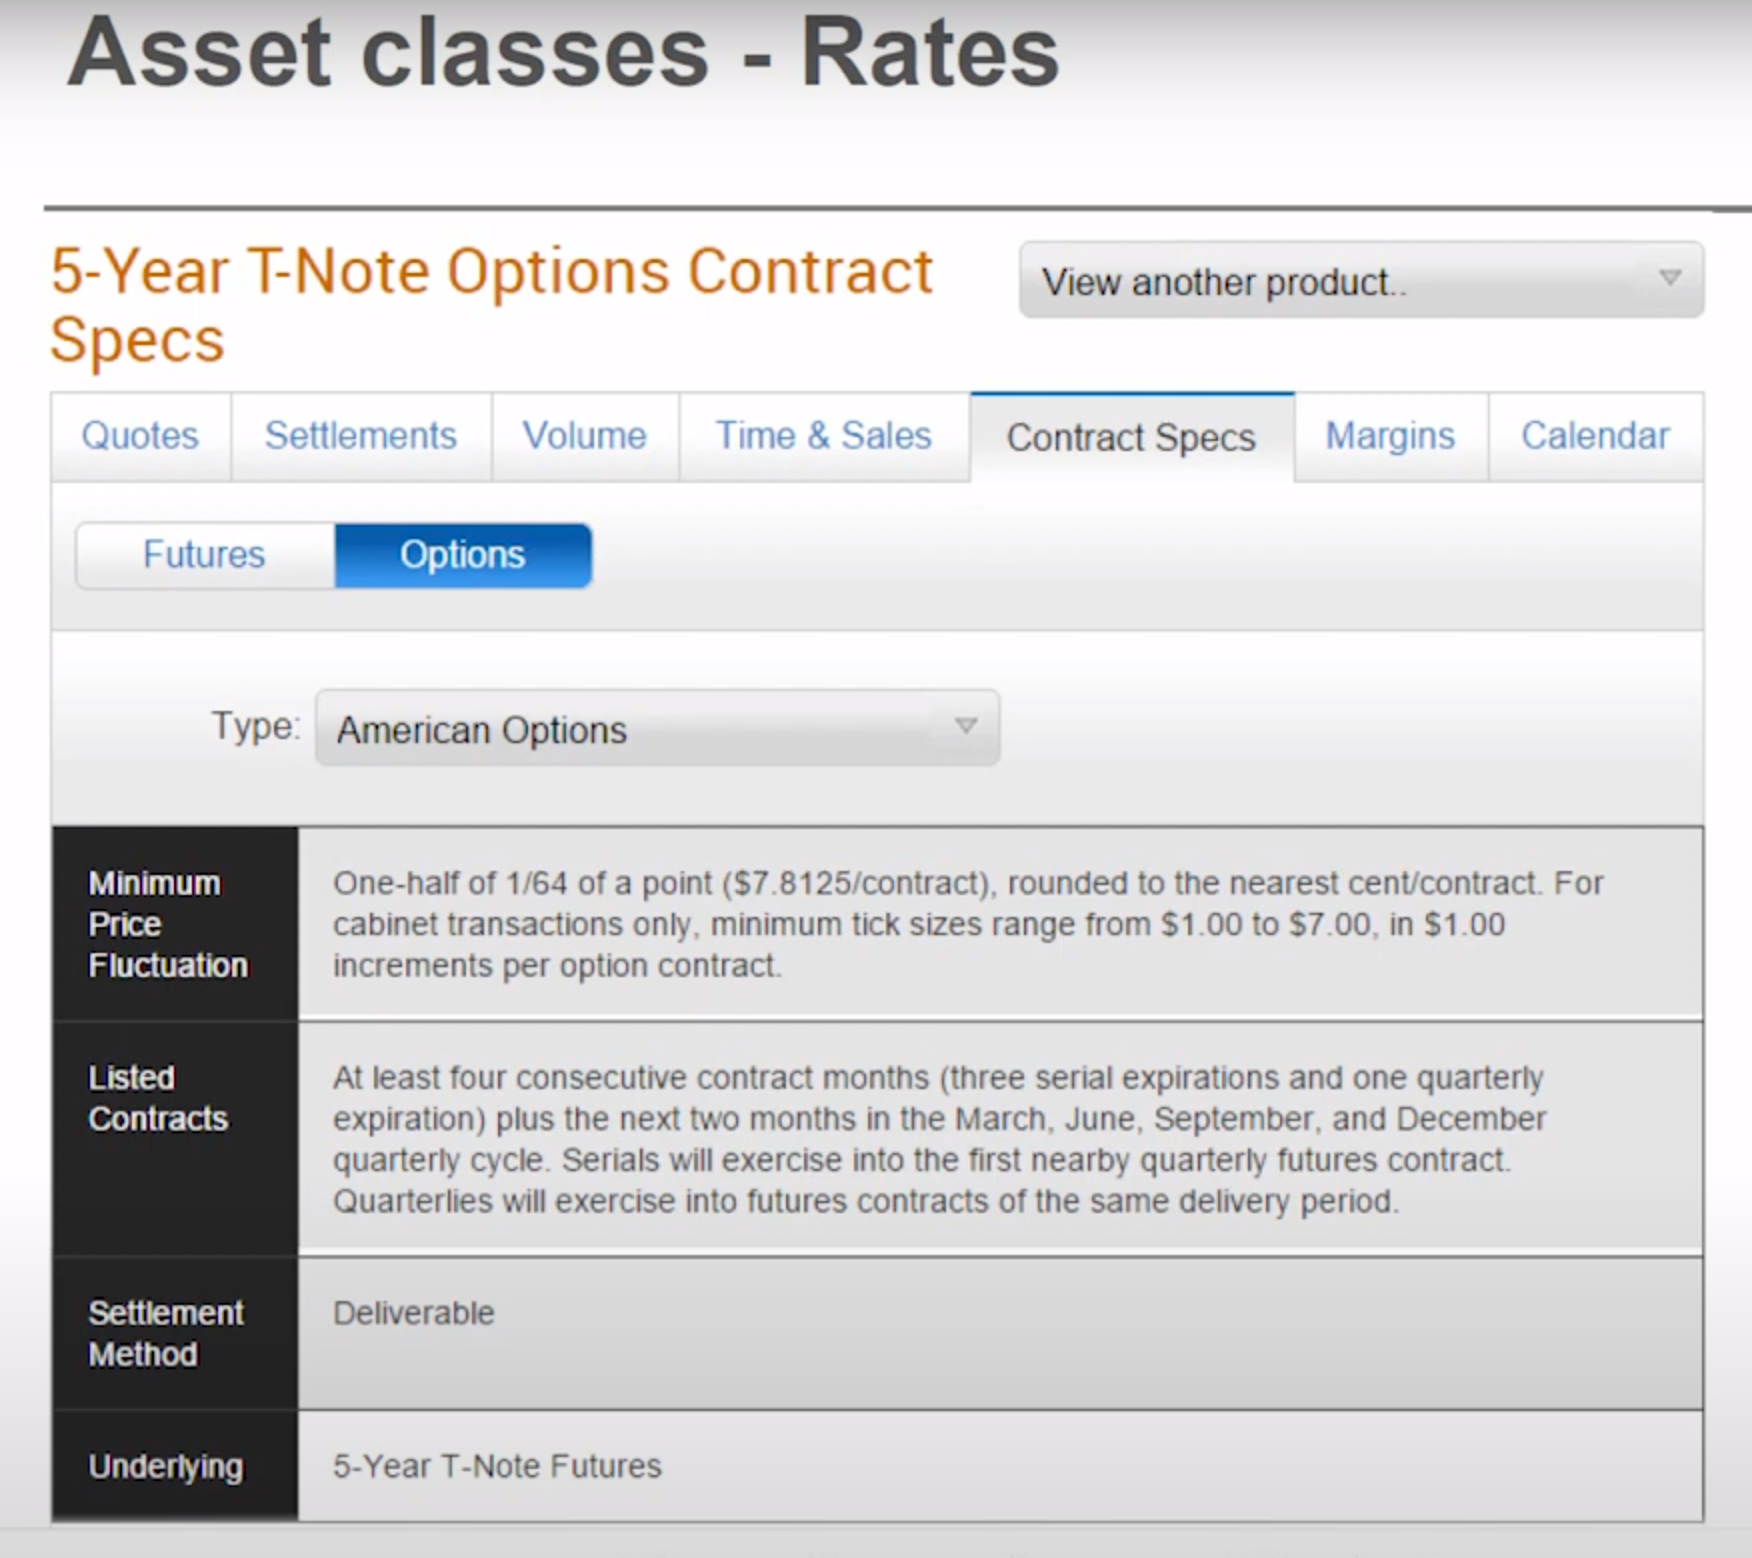 Asset classes - Rates
5-Year T-Note Options Contract
Specs
View another product..
Quotes
Settlements
Volume
Time & Sales
Contract Specs
Margins
Calendar
Futures
Options
Type:
American Options
Minimum
Price
Fluctuation
One-half of 1/64 of a point ($7.8125/contract), rounded to the nearest cent/contract. For
cabinet transactions only, minimum tick sizes range from $1.00 to $7.00, in $1.00
increments per option contract.
Listed
Contracts
At least four consecutive contract months (three serial expirations and one quarterly
expiration) plus the next two months in the March, June, September, and December
quarterly cycle. Serials will exercise into the first nearby quarterly futures contract.
Quarterlies will exercise into futures contracts of the same delivery period.
Settlement
Method
Deliverable
Underlying
5-Year T-Note Futures